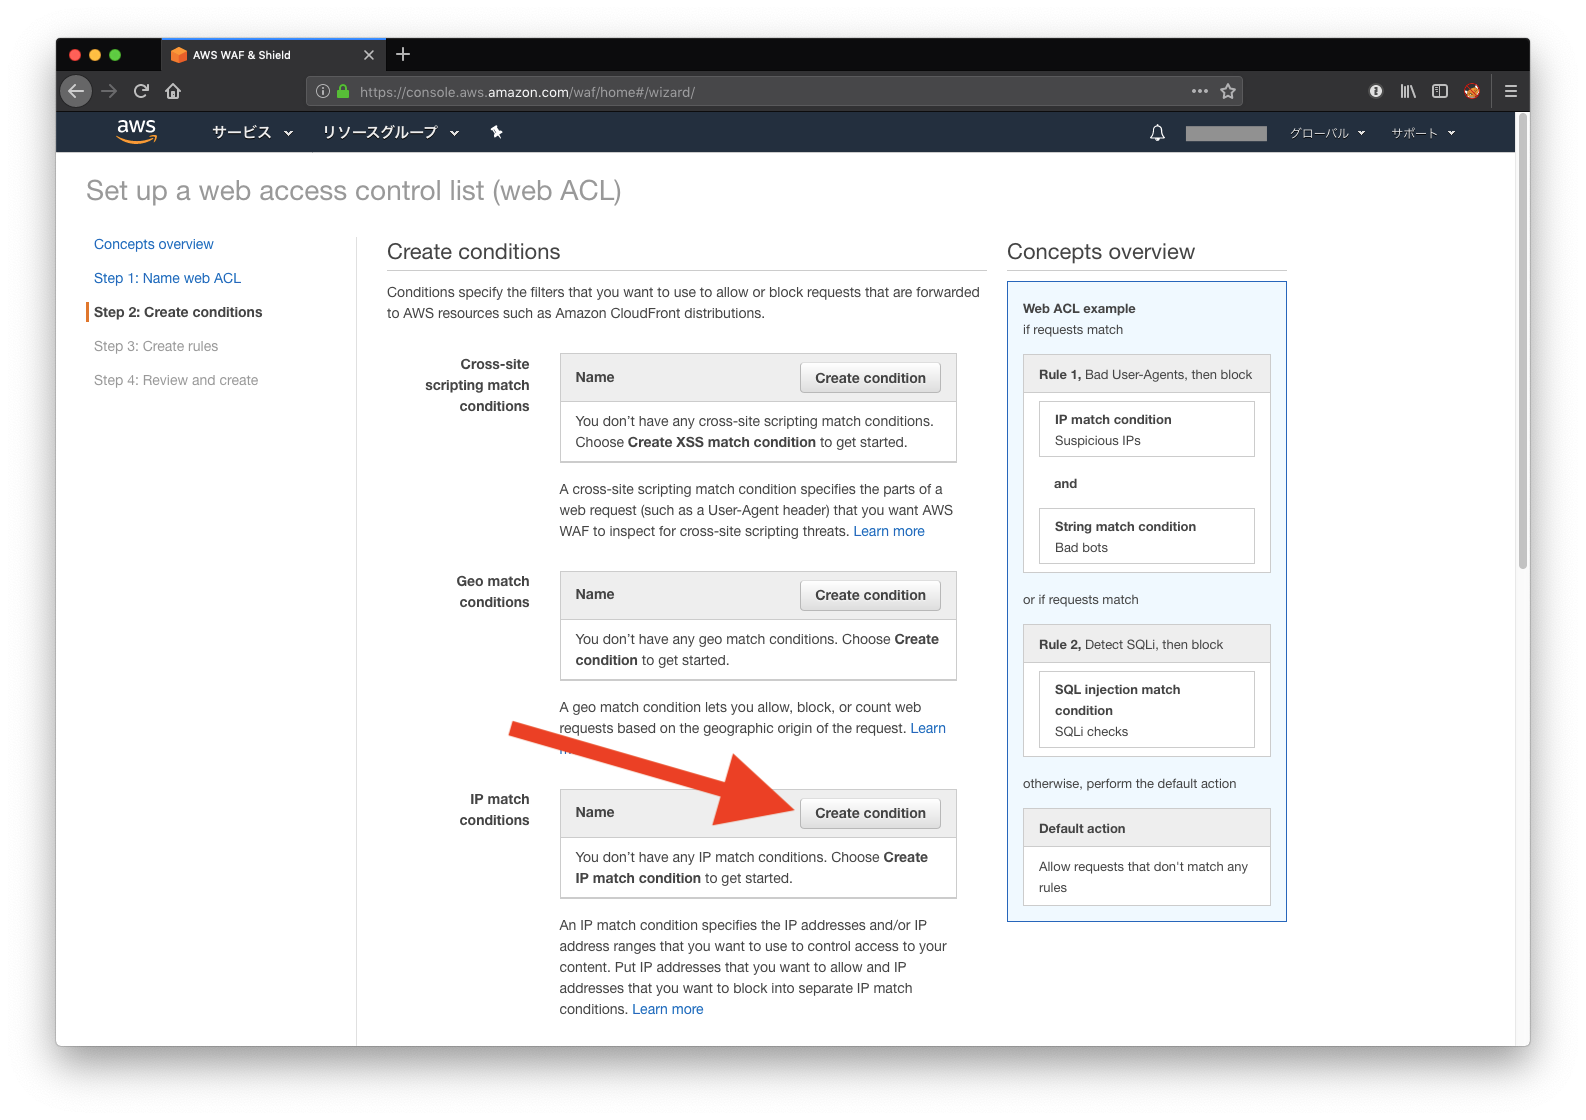 AWS WAF & Shield
https://console.aws.amazon.com/waf/home#/wizard/
aws サービス リソースグループ グローバル サポート
Set up a web access control list (web ACL)
Concepts overview
Step 1: Name web ACL
Step 2: Create conditions
Step 3: Create rules
Step 4: Review and create
Create conditions
Conditions specify the filters that you want to use to allow or block requests that are forwarded
to AWS resources such as Amazon CloudFront distributions.
Cross-site
scripting match
conditions
Name Create condition
You don’t have any cross-site scripting match conditions.
Choose Create XSS match condition to get started.
A cross-site scripting match condition specifies the parts of a
web request (such as a User-Agent header) that you want AWS
WAF to inspect for cross-site scripting threats. Learn more
Geo match
conditions
Name Create condition
You don’t have any geo match conditions. Choose Create
condition to get started.
A geo match condition lets you allow, block, or count web
requests based on the geographic origin of the request. Learn
IP match
conditions
Name Create condition
You don’t have any IP match conditions. Choose Create
IP match condition to get started.
An IP match condition specifies the IP addresses and/or IP
address ranges that you want to use to control access to your
content. Put IP addresses that you want to allow and IP
addresses that you want to block into separate IP match
conditions. Learn more
Concepts overview
Web ACL example
if requests match
Rule 1, Bad User-Agents, then block
IP match condition
Suspicious IPs
and
String match condition
Bad bots
or if requests match
Rule 2, Detect SQLi, then block
SQL injection match
condition
SQLi checks
otherwise, perform the default action
Default action
Allow requests that don't match any
rules